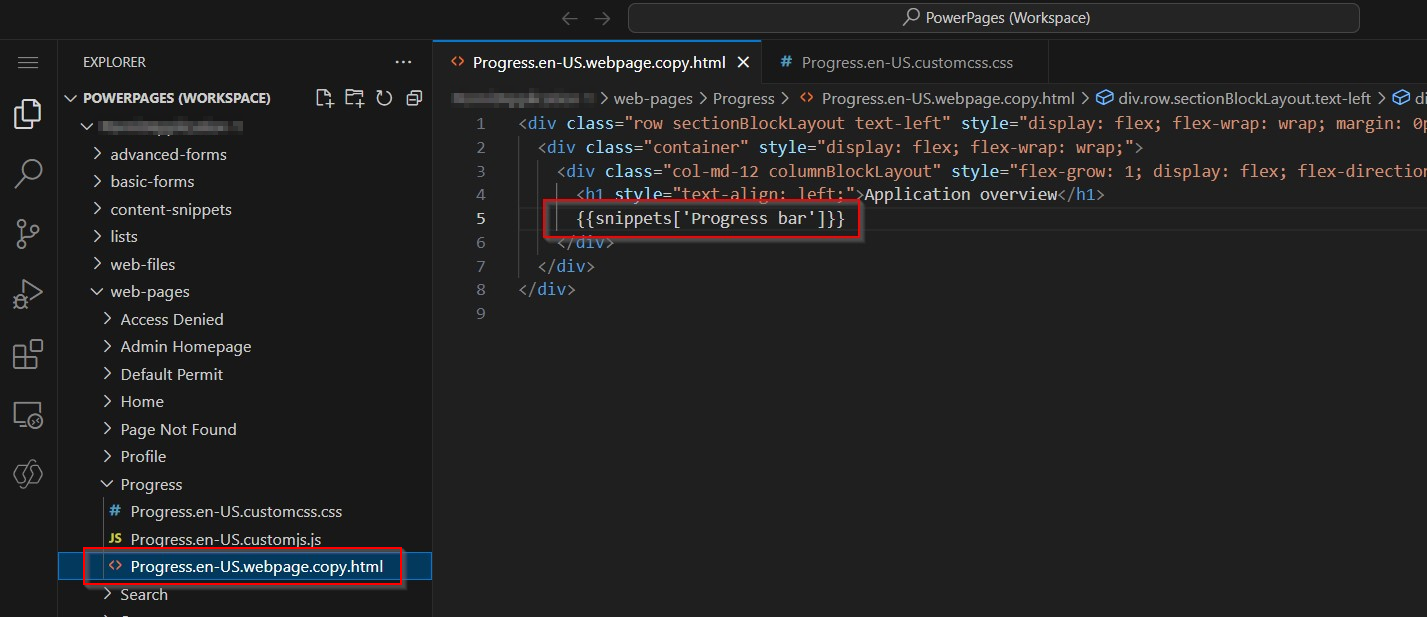 PowerPages (Workspace)
EXPLORER
POWERPAGES (WORKSPACE)
advanced-forms
basic-forms
content-snippets
lists
web-files
web-pages
Access Denied
Admin Homepage
Default Permit
Home
Page Not Found
Profile
Progress
# Progress.en-US.customcss.css
JS Progress.en-US.customjs.js
<> Progress.en-US.webpage.copy.html
Search
<> Progress.en-US.webpage.copy.html
# Progress.en-US.customcss.css
> web-pages > Progress > <> Progress.en-US.webpage.copy.html > div.row.sectionBlockLayout.text-left > di
1 <div class="row sectionBlockLayout text-left" style="display: flex; flex-wrap: wrap; margin: 0p
2 <div class="container" style="display: flex; flex-wrap: wrap;">
3 <div class="col-md-12 columnBlockLayout" style="flex-grow: 1; display: flex; flex-direction
4 <h1 style="text-align: left;">Application overview</h1>
5 {{snippets['Progress bar']}}
6 </div>
7 </div>
8 </div>
9